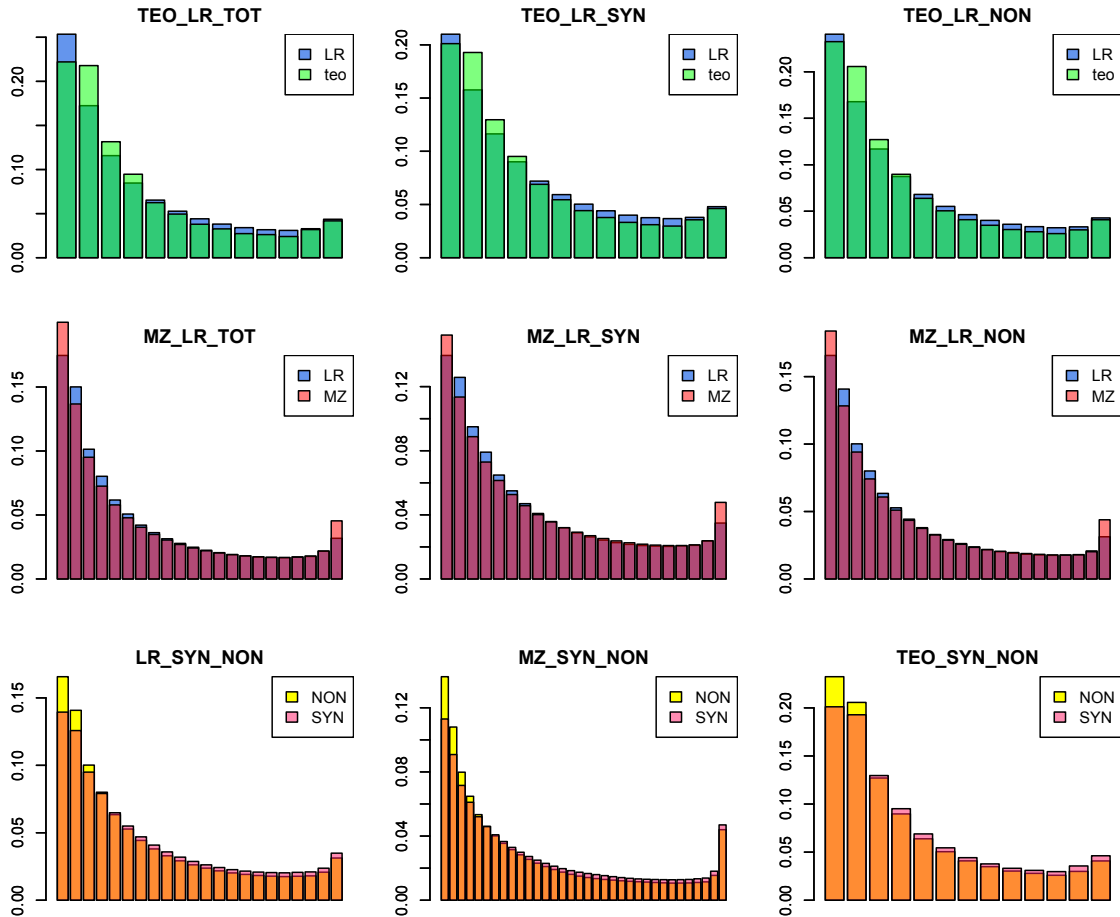 TEO_LR_TOT
LR
teo
0.00
0.10
0.20
TEO_LR_SYN
LR
teo
0.00
0.05
0.10
0.15
0.20
TEO_LR_NON
LR
teo
0.00
0.05
0.10
0.15
0.20
MZ_LR_TOT
LR
MZ
0.00
0.05
0.10
0.15
MZ_LR_SYN
LR
MZ
0.00
0.04
0.08
0.12
MZ_LR_NON
LR
MZ
0.00
0.05
0.10
0.15
LR_SYN_NON
NON
SYN
0.00
0.05
0.10
0.15
MZ_SYN_NON
NON
SYN
0.00
0.04
0.08
0.12
TEO_SYN_NON
NON
SYN
0.00
0.05
0.10
0.15
0.20